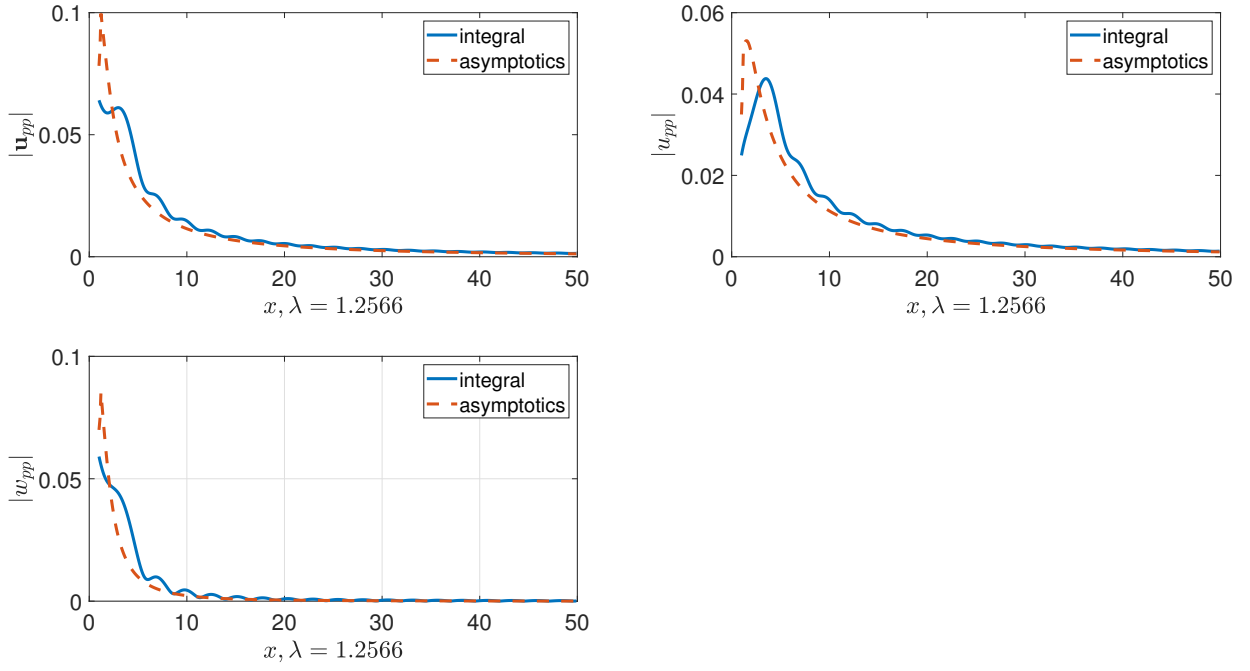 0.1
0.05
0
|u_pp|
integral
asymptotics
0 10 20 30 40 50
x, λ = 1.2566
0.06
0.04
0.02
0
|u_pp|
integral
asymptotics
0 10 20 30 40 50
x, λ = 1.2566
0.1
0.05
0
|w_pp|
integral
asymptotics
0 10 20 30 40 50
x, λ = 1.2566